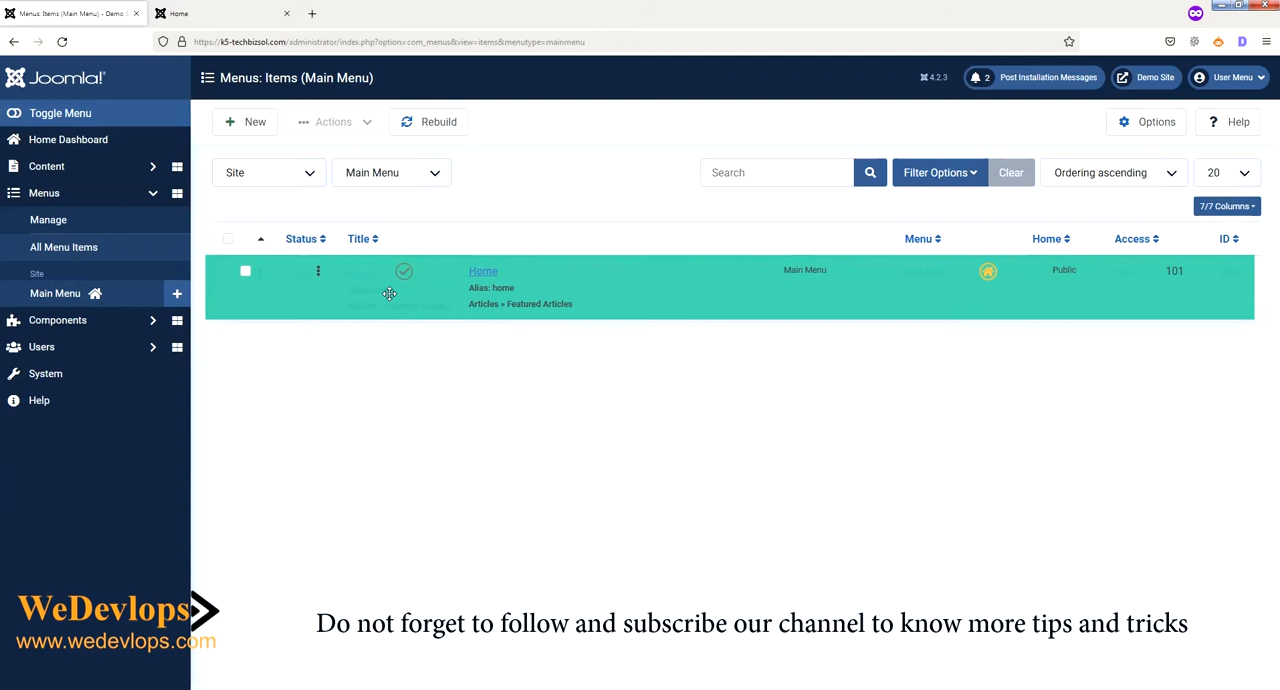 Menus: Items (Main Menu) - Demo S
Home
https://k5-techbizsol.com/administrator/index.php?option=com_menus&view=items&menutype=mainmenu
D
Joomla!
Menus: Items (Main Menu)
4.2.3
2 Post Installation Messages
Demo Site
User Menu
Toggle Menu
New
Actions
Rebuild
Options
? Help
Home Dashboard
Content
Site
Main Menu
Search
Filter Options
Clear
Ordering ascending
20
Menus
7/7 Columns
Manage
All Menu Items
Status
Title
Menu
Home
Access
ID
Site
Main Menu
Home
Main Menu
Public
101
Alias: home
Articles » Featured Articles
Components
Users
System
Help
WeDevlops
www.wedevlops.com
Do not forget to follow and subscribe our channel to know more tips and tricks